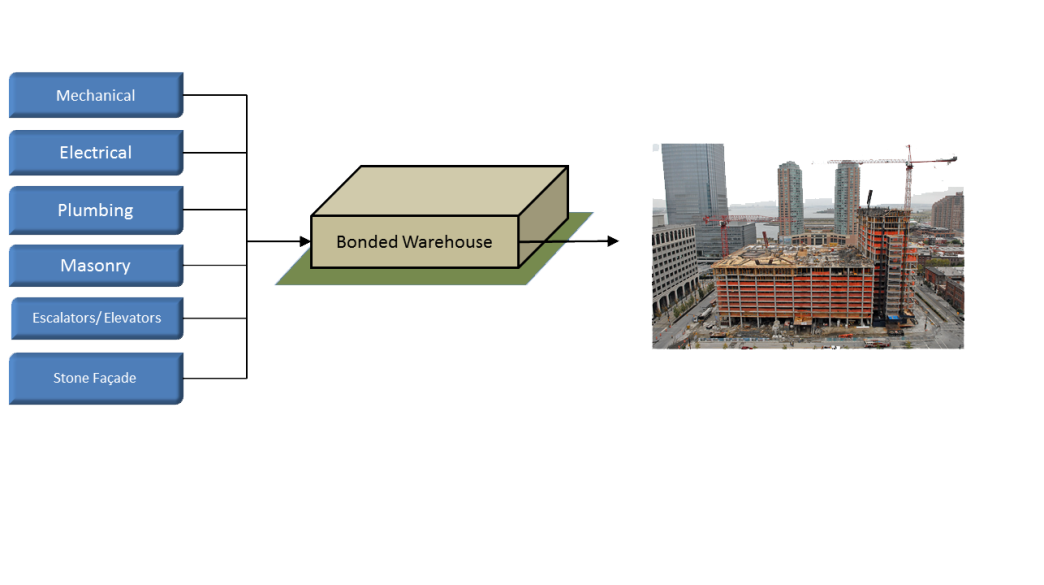 Mechanical
Electrical
Plumbing
Masonry
Escalators/ Elevators
Stone Façade
Bonded Warehouse